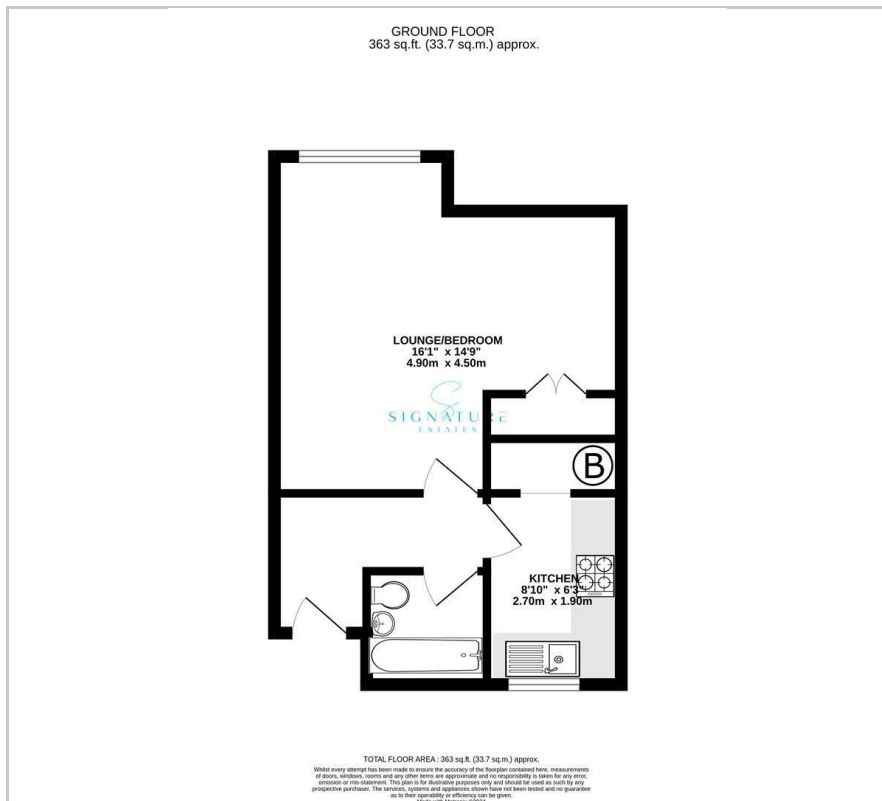 GROUND FLOOR
363 sq.ft. (33.7 sq.m.) approx.
LOUNGE/BEDROOM
16'1" x 14'9"
4.90m x 4.50m
SIGNATURE
ESTATES
B
KITCHEN
8'10" x 6'3"
2.70m x 1.90m
TOTAL FLOOR AREA : 363 sq.ft. (33.7 sq.m.) approx.
Whilst every attempt has been made to ensure the accuracy of the floorplan contained here, measurements
of doors, windows, rooms and any other items are approximate and no responsibility is taken for any error,
omission or mis-statement. This plan is for illustrative purposes only and should be used as such by any
prospective purchaser. The services, systems and appliances shown have not been tested and no guarantee
as to their operability or efficiency can be given.
Made with Metropix ©2024